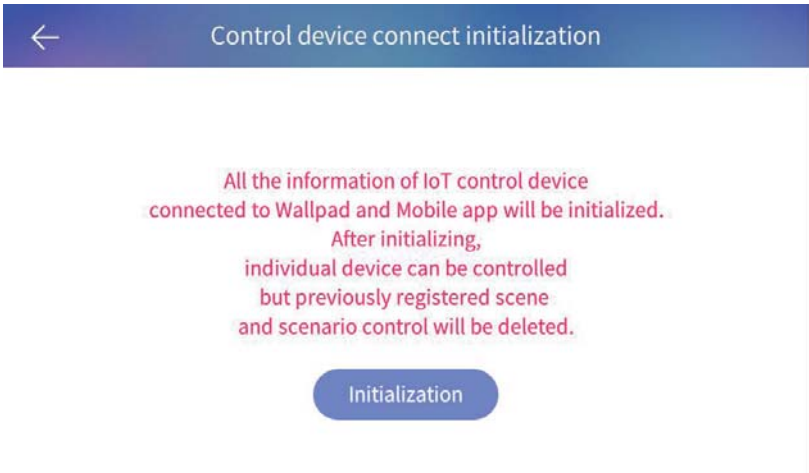 Control device connect initialization
All the information of IoT control device
connected to Wallpad and Mobile app will be initialized.
After initializing,
individual device can be controlled
but previously registered scene
and scenario control will be deleted.
Initialization